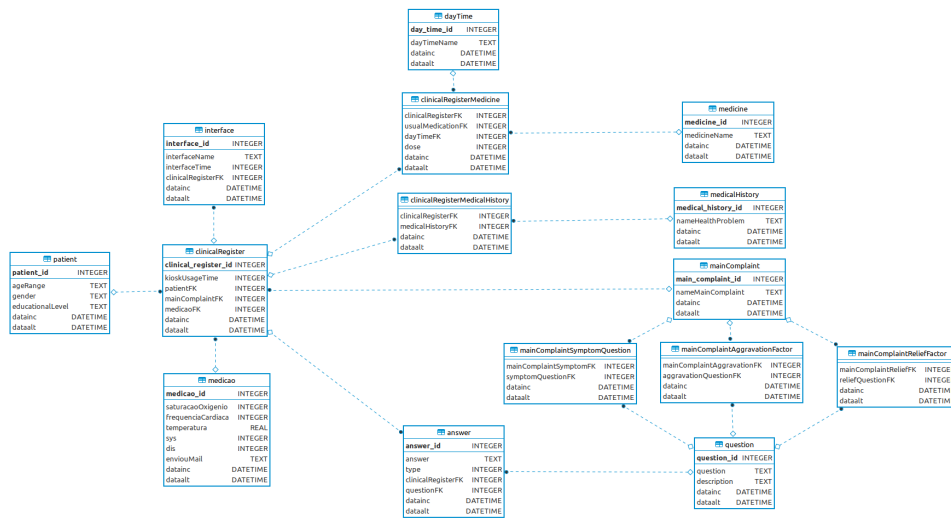 dayTime
day_time_id INTEGER
dayTimeName TEXT
datainc DATETIME
dataalt DATETIME
clinicalRegisterMedicine
clinicalRegisterFK INTEGER
usualMedicationFK INTEGER
dayTimeFK INTEGER
dose INTEGER
datainc DATETIME
dataalt DATETIME
medicine
medicine_id INTEGER
medicineName TEXT
datainc DATETIME
dataalt DATETIME
interface
interface_id INTEGER
interfaceName TEXT
interfaceTime INTEGER
clinicalRegisterFK INTEGER
datainc DATETIME
dataalt DATETIME
clinicalRegisterMedicalHistory
clinicalRegisterFK INTEGER
medicalHistoryFK INTEGER
datainc DATETIME
dataalt DATETIME
medicalHistory
medical_history_id INTEGER
nameHealthProblem TEXT
datainc DATETIME
dataalt DATETIME
patient
patient_id INTEGER
ageRange TEXT
gender TEXT
educationalLevel TEXT
datainc DATETIME
dataalt DATETIME
clinicalRegister
clinical_register_id INTEGER
kioskUsageTime INTEGER
patientFK INTEGER
mainComplaintFK INTEGER
medicaoFK INTEGER
datainc DATETIME
dataalt DATETIME
mainComplaint
main_complaint_id INTEGER
nameMainComplaint TEXT
datainc DATETIME
dataalt DATETIME
mainComplaintSymptomQuestion
mainComplaintSymptomFK INTEGER
symptomQuestionFK INTEGER
datainc DATETIME
dataalt DATETIME
mainComplaintAggravationFactor
mainComplaintAggravationFK INTEGER
aggravationQuestionFK INTEGER
datainc DATETIME
dataalt DATETIME
mainComplaintReliefFactor
mainComplaintReliefFK INTEGER
reliefQuestionFK INTEGER
datainc DATETIME
dataalt DATETIME
medicao
medicao_id INTEGER
saturacaoOxigenio INTEGER
frequenciaCardiaca INTEGER
temperatura REAL
sys INTEGER
dis INTEGER
enviouMail TEXT
datainc DATETIME
dataalt DATETIME
answer
answer_id INTEGER
answer TEXT
type INTEGER
clinicalRegisterFK INTEGER
questionFK INTEGER
datainc DATETIME
dataalt DATETIME
question
question_id INTEGER
question TEXT
description TEXT
datainc DATETIME
dataalt DATETIME